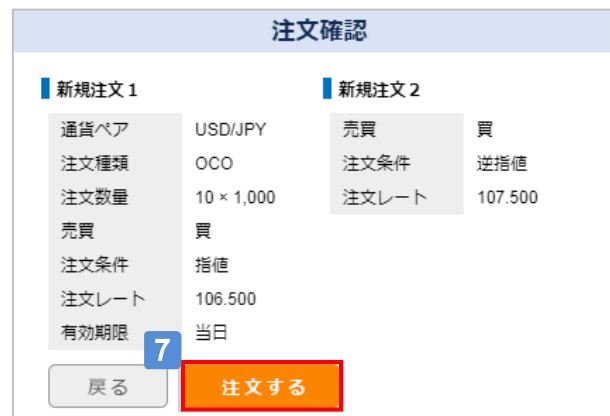 注文確認
新規注文1
通貨ペア USD/JPY
注文種類 OCO
注文数量 10 × 1,000
売買 買
注文条件 指値
注文レート 106.500
有効期限 当日
新規注文2
売買 買
注文条件 逆指値
注文レート 107.500
7
戻る 注文する